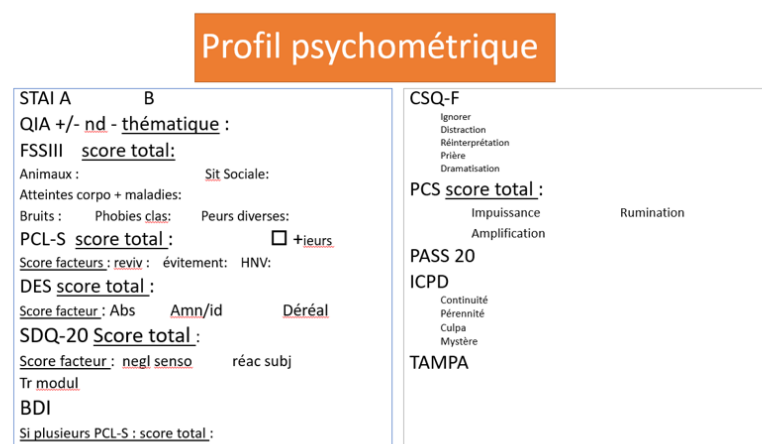 Profil psychométrique
STAI A B
QIA +/- nd - thématique :
FSSIII score total:
Animaux : Sit Sociale:
Atteintes corpo + maladies:
Bruits : Phobies clas: Peurs diverses:
PCL-S score total : ☐ +ieurs
Score facteurs : reviv : évitement: HNV:
DES score total :
Score facteur : Abs Amn/id Déréal
SDQ-20 Score total :
Score facteur : negl senso réac subj
Tr modul
BDI
Si plusieurs PCL-S : score total :
CSQ-F
Ignorer
Distraction
Réinterprétation
Prière
Dramatisation
PCS score total :
Impuissance Rumination
Amplification
PASS 20
ICPD
Continuité
Pérennité
Culpa
Mystère
TAMPA